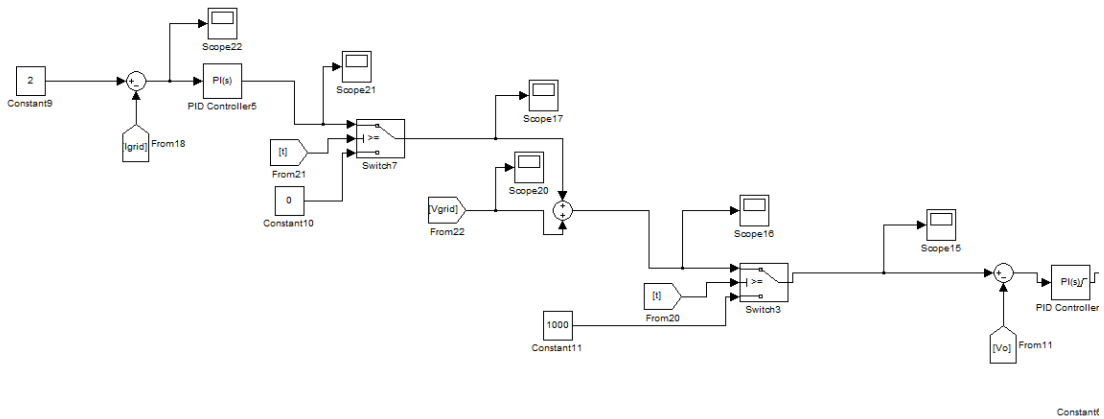 Scope22
2
Constant9
PI(s)
PID Controller5
Scope21
[Igrid]
From18
Scope17
[t]
From21
>=
Switch7
0
Constant10
Scope20
[Vgrid]
From22
Scope16
Scope15
[t]
From20
>=
Switch3
1000
Constant11
PI(s)
PID Controller
[Vo]
From11
Constant6